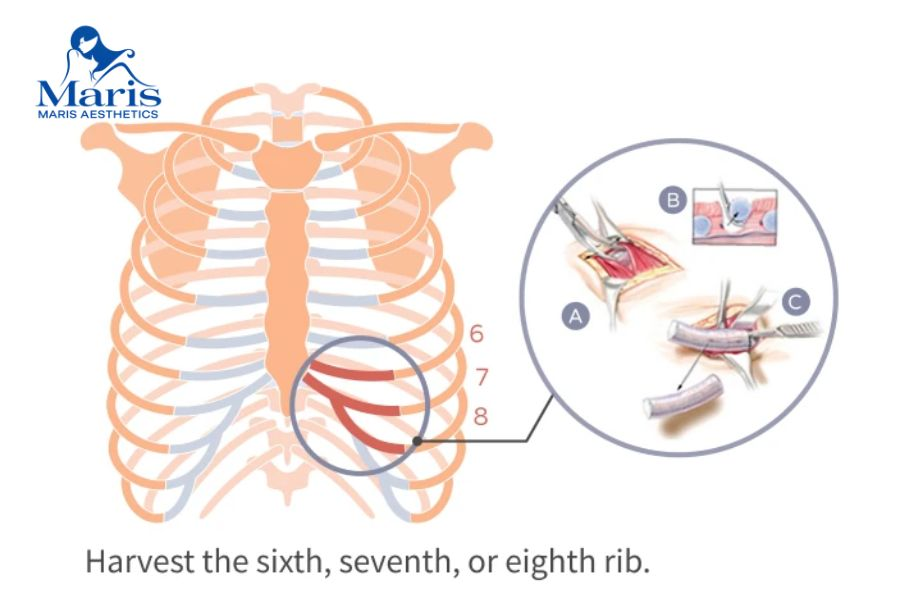 Maris
MARIS AESTHETICS
B
A
C
6
7
8
Harvest the sixth, seventh, or eighth rib.